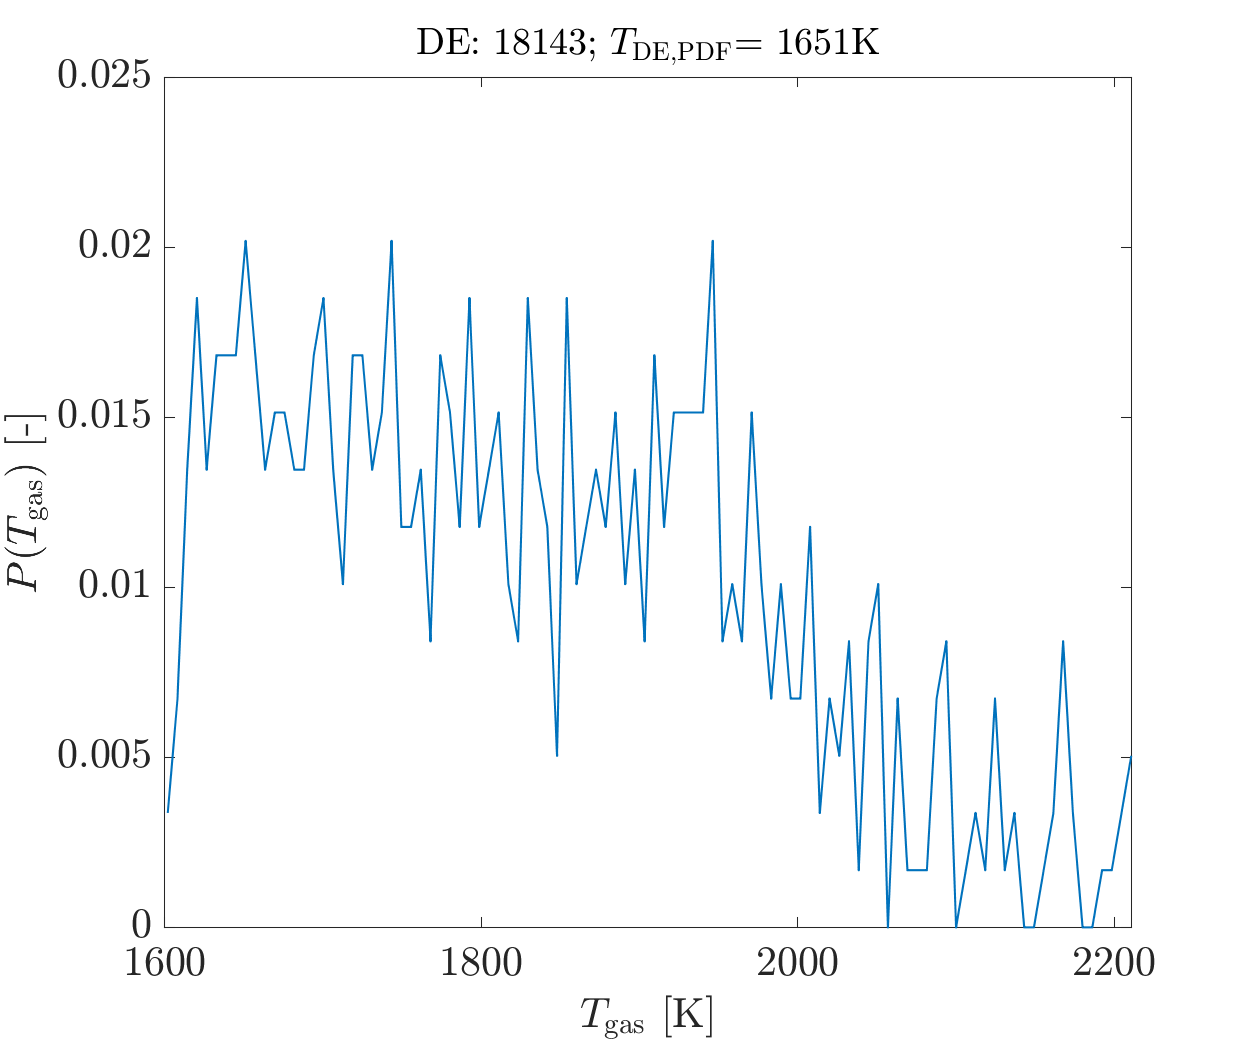 DE: 18143; T_DE,PDF= 1651K
0.025
0.02
0.015
0.01
0.005
0
P(T_gas) [-]
1600 1800 2000 2200
T_gas [K]